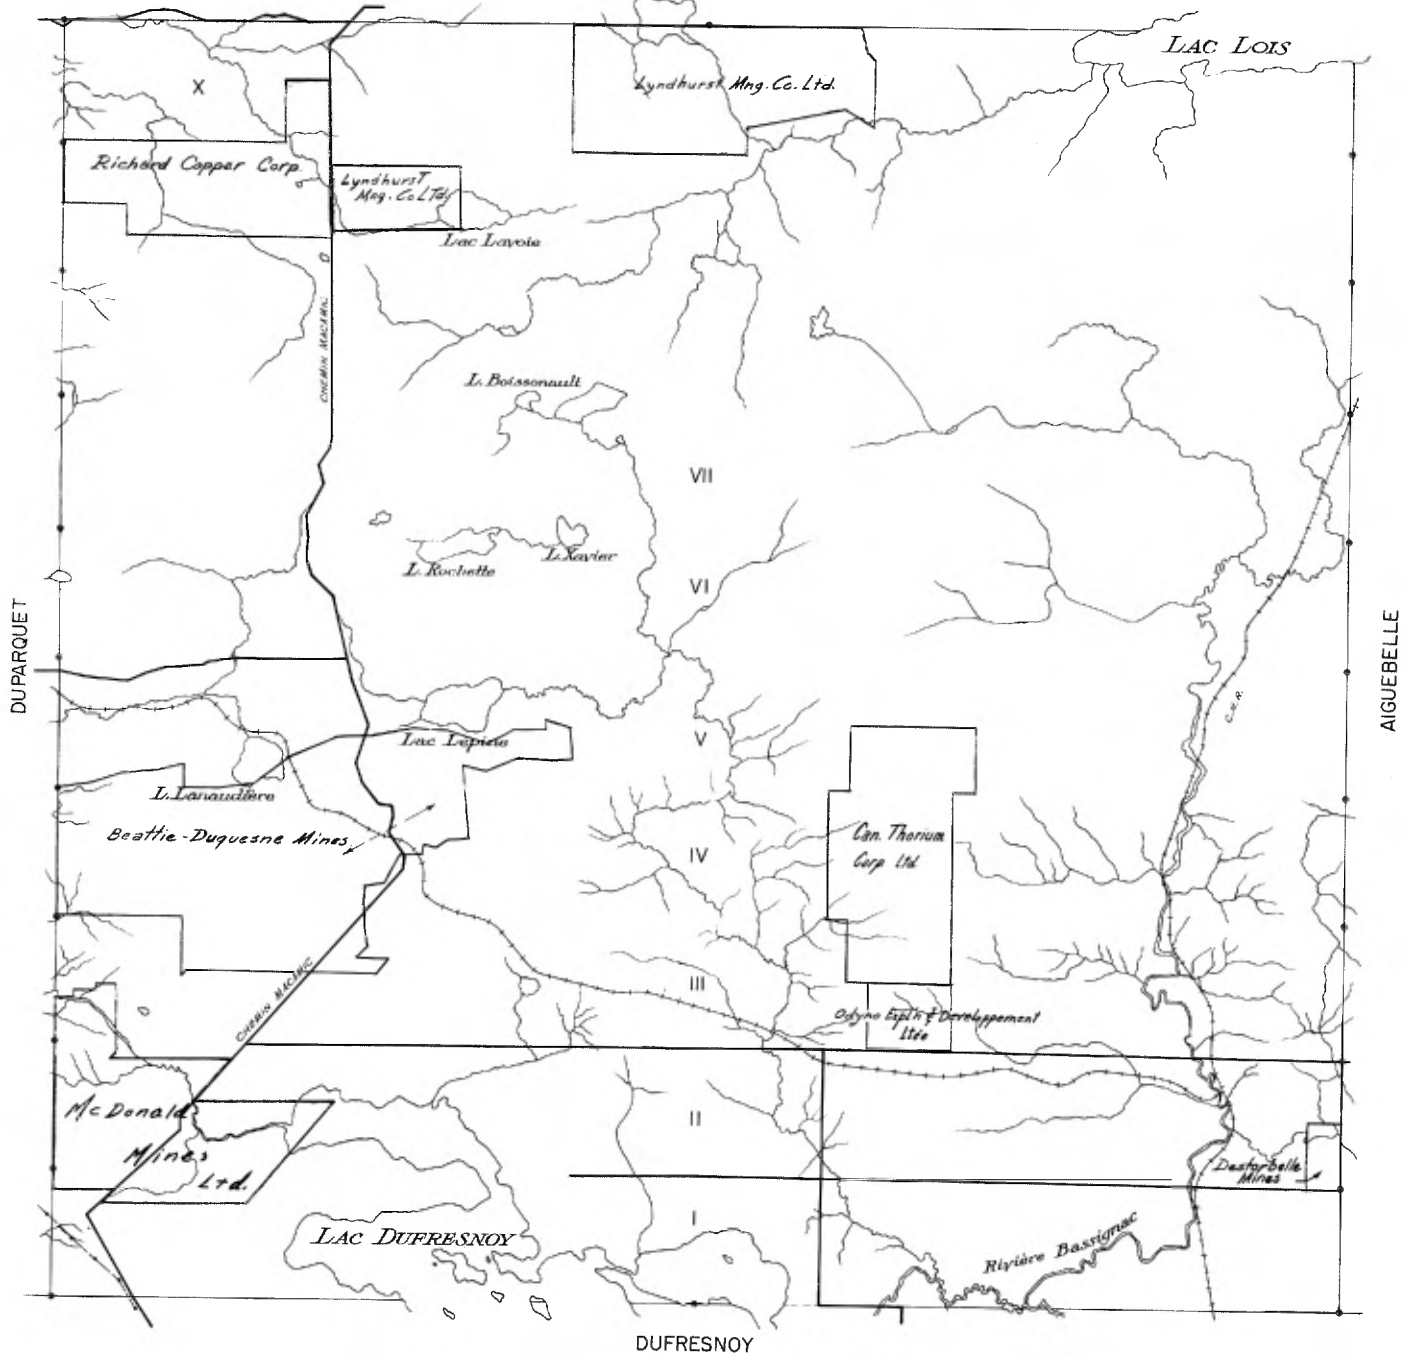 LAC LOIS
Lyndhurst Mng. Co. Ltd.
X
Richard Copper Corp.
Lyndhurst
Mng. Co Ltd
Lac Lavoie
D
CHEMIN MACAMIC
L. Boissonault
VII
L. Xavier
L. Rochette
VI
DUPARQUET
AIGUEBELLE
C.N.R.
V
Lac Lepine
L. Lanaudière
Beattie-Duquesne Mines
IV
Can. Thorium
Corp Ltd
CHEMIN MACAMIC
III
Odyno Expl'n & Developpement
Ltée
McDonald
Mines
Ltd.
II
Destorbelle
Mines
I
LAC DUFRESNOY
Rivière Bassignac
DUFRESNOY